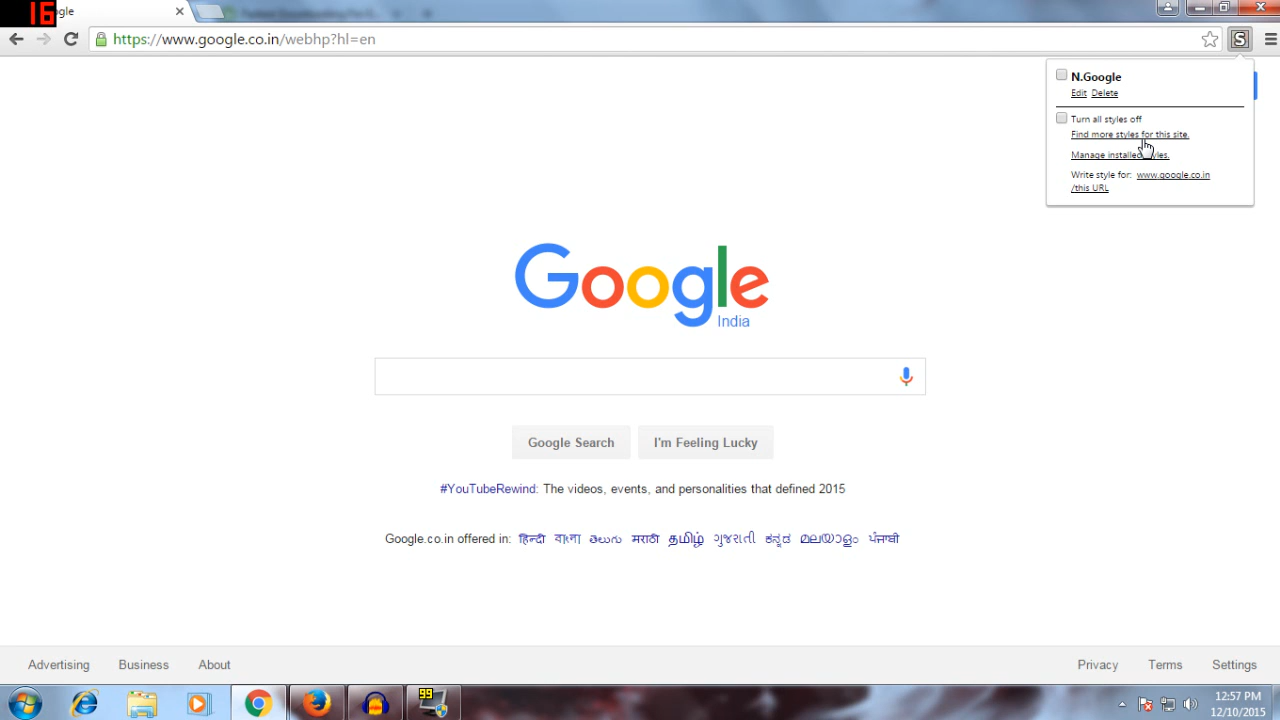 16
gle
https://www.google.co.in/webhp?hl=en
S
N.Google
Edit Delete
Turn all styles off
Find more styles for this site.
Manage installed styles.
Write style for: www.google.co.in
/this URL
Google
India
Google Search I'm Feeling Lucky
#YouTubeRewind: The videos, events, and personalities that defined 2015
Google.co.in offered in: हिन्दी বাংলা తెలుగు मराठी தமிழ் ગુજરાતી ಕನ್ನಡ മലയാളം ਪੰਜਾਬੀ
Advertising Business About Privacy Terms Settings
99
12:57 PM
12/10/2015